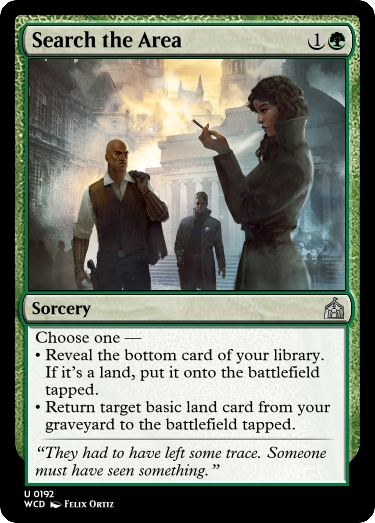 Search the Area 1
Sorcery
Choose one —
• Reveal the bottom card of your library.
If it's a land, put it onto the battlefield
tapped.
• Return target basic land card from your
graveyard to the battlefield tapped.
"They had to have left some trace. Someone
must have seen something."
U 0192
WCD Felix Ortiz